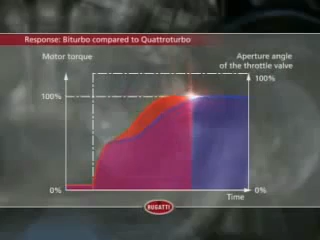 Response: Biturbo compared to Quattroturbo
Motor torque
Aperture angle
of the throttle valve
100%
100%
0%
0%
Time
BUGATTI